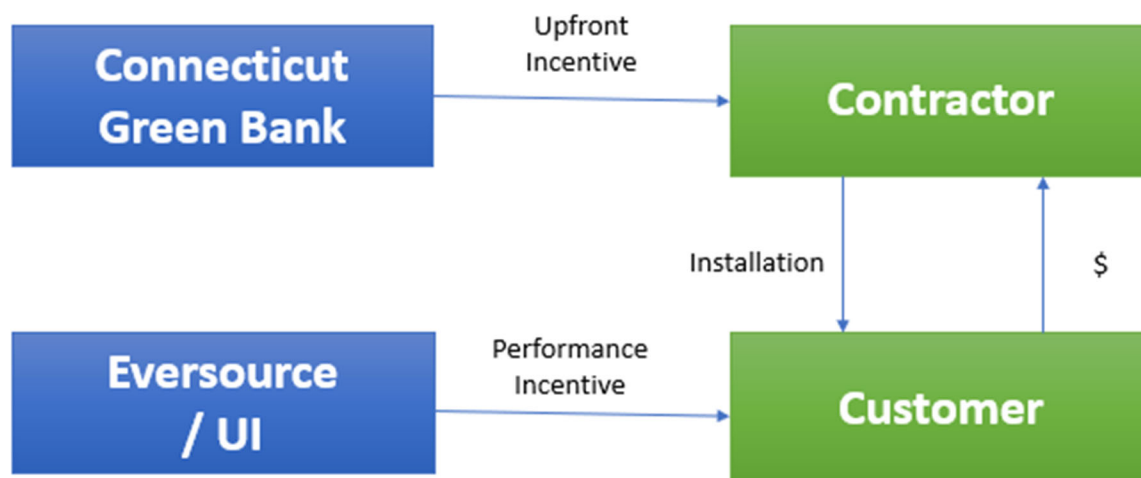 Connecticut
Green Bank
Upfront
Incentive
Contractor
Installation
$
Eversource
/ UI
Performance
Incentive
Customer